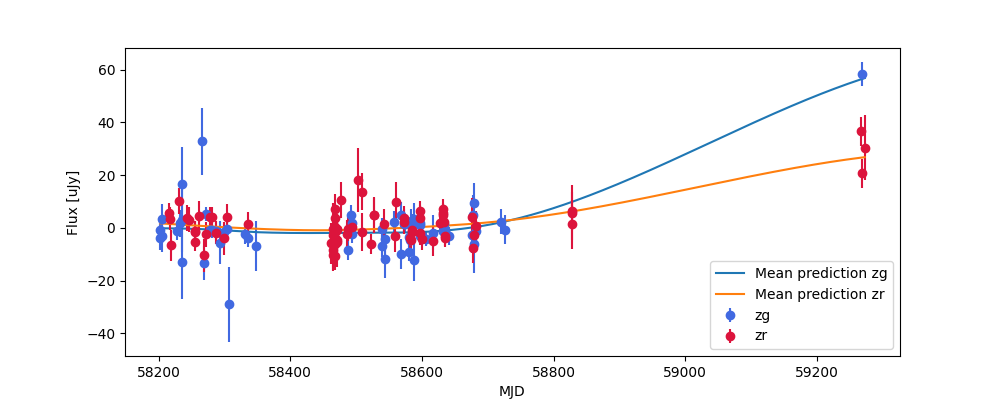 60
40
20
0
−20
−40
Flux [uJy]
58200 58400 58600 58800 59000 59200
MJD
Mean prediction zg
Mean prediction zr
zg
zr